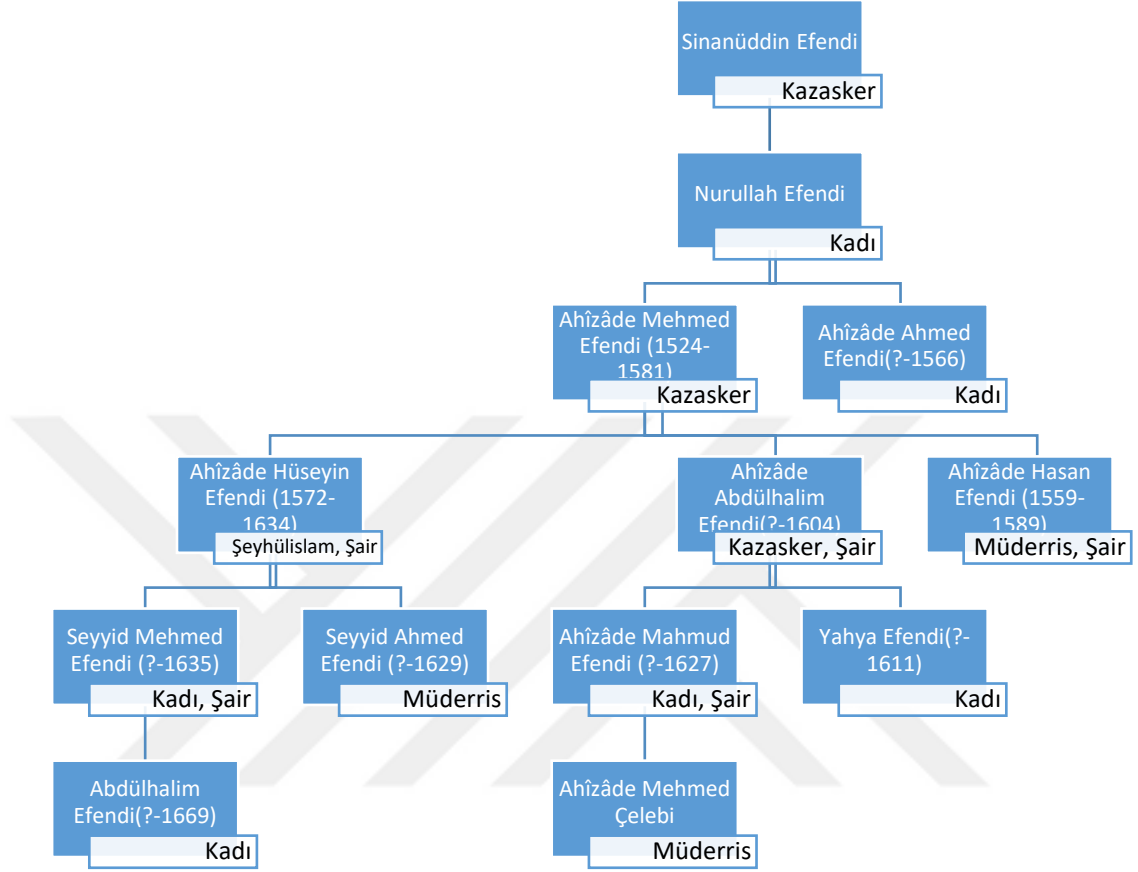 Sinanüddin Efendi
Kazasker
Nurullah Efendi
Kadı
Ahîzâde Mehmed
Efendi (1524-
1581)
Kazasker
Ahîzâde Ahmed
Efendi(?-1566)
Kadı
Ahîzâde Hüseyin
Efendi (1572-
1634)
Şeyhülislam, Şair
Ahîzâde
Abdülhalim
Efendi(?-1604)
Kazasker, Şair
Ahîzâde Hasan
Efendi (1559-
1589)
Müderris, Şair
Seyyid Mehmed
Efendi (?-1635)
Kadı, Şair
Seyyid Ahmed
Efendi (?-1629)
Müderris
Ahîzâde Mahmud
Efendi (?-1627)
Kadı, Şair
Yahya Efendi(?-
1611)
Kadı
Abdülhalim
Efendi(?-1669)
Kadı
Ahîzâde Mehmed
Çelebi
Müderris